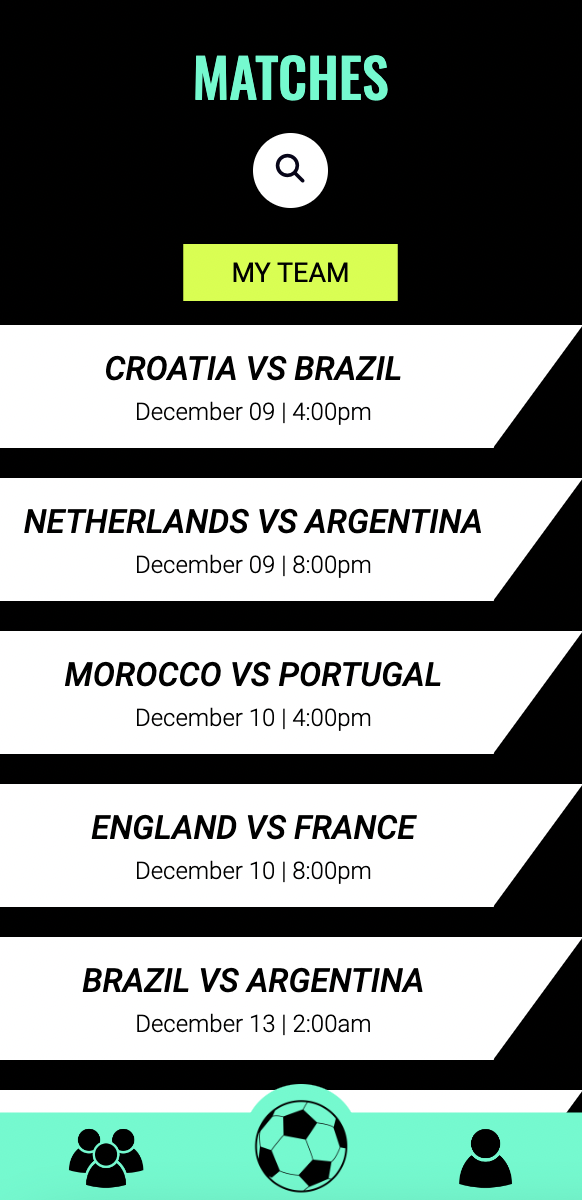 MATCHES
MY TEAM
CROATIA VS BRAZIL
December 09 | 4:00pm
NETHERLANDS VS ARGENTINA
December 09 | 8:00pm
MOROCCO VS PORTUGAL
December 10 | 4:00pm
ENGLAND VS FRANCE
December 10 | 8:00pm
BRAZIL VS ARGENTINA
December 13 | 2:00am